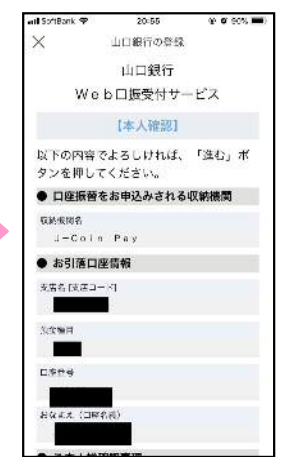 SoftBank 20:55 90%
山口銀行の登録
山口銀行
Ｗｅｂ口振受付サービス
【本人確認】
以下の内容でよろしければ、「進む」ボ
タンを押してください。
● 口座振替をお申込みされる収納機関
収納機関名
Ｊ−Ｃｏｉｎ Ｐａｙ
● お引落口座情報
支店名 [支店コード]
預金種目
口座番号
おなまえ（口座名義）